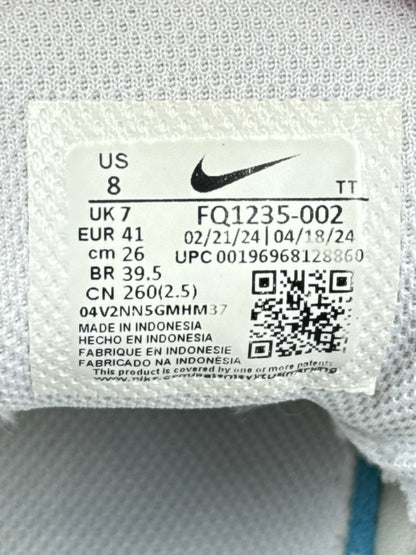 US
8
TT
UK 7
FQ1235-002
EUR 41
02/21/24 | 04/18/24
cm 26
UPC 00196968128860
BR 39.5
CN 260(2.5)
04V2NN5GMHM37
MADE IN INDONESIA
HECHO EN INDONESIA
FABRIQUE EN INDONESIE
FABRICADO NA INDONÉSIA
This product is covered by one or more patents